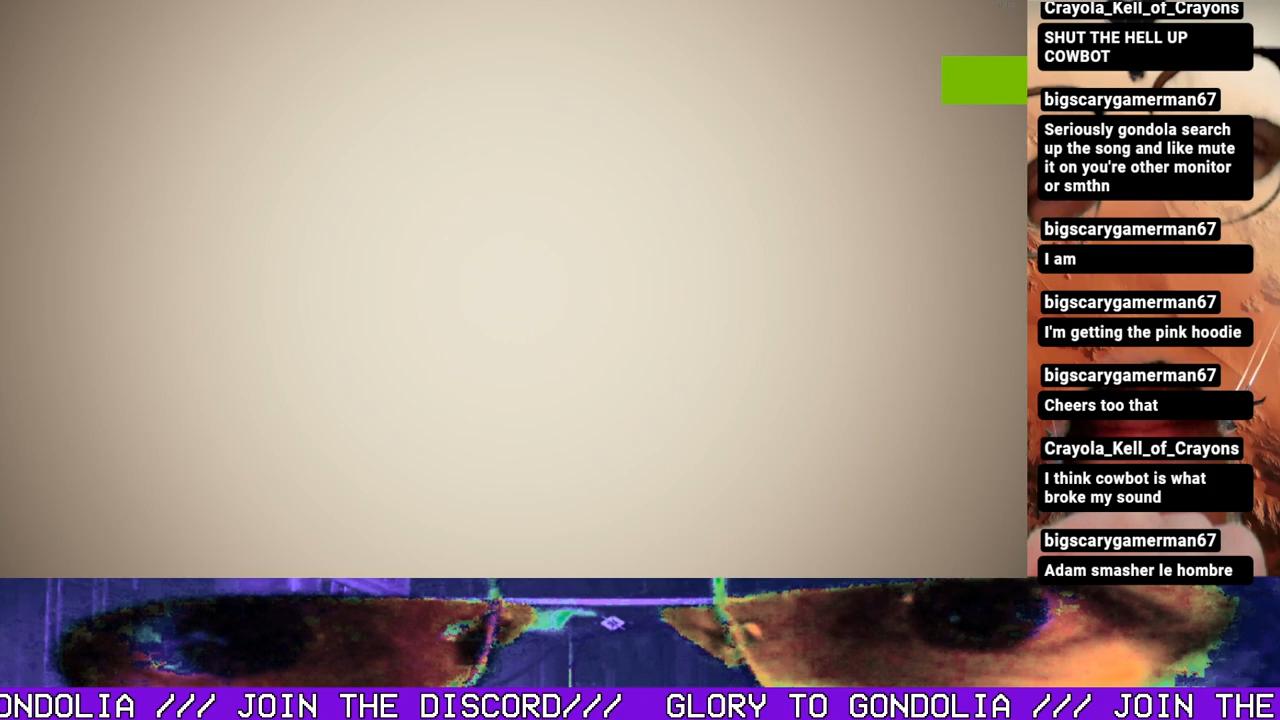 Crayola_Kell_of_Crayons
SHUT THE HELL UP
COWBOT
bigscarygamerman67
Seriously gondola search
up the song and like mute
it on you're other monitor
or smthn
bigscarygamerman67
I am
bigscarygamerman67
I'm getting the pink hoodie
bigscarygamerman67
Cheers too that
Crayola_Kell_of_Crayons
I think cowbot is what
broke my sound
bigscarygamerman67
Adam smasher le hombre
ONDOLIA /// JOIN THE DISCORD/// GLORY TO GONDOLIA /// JOIN THE